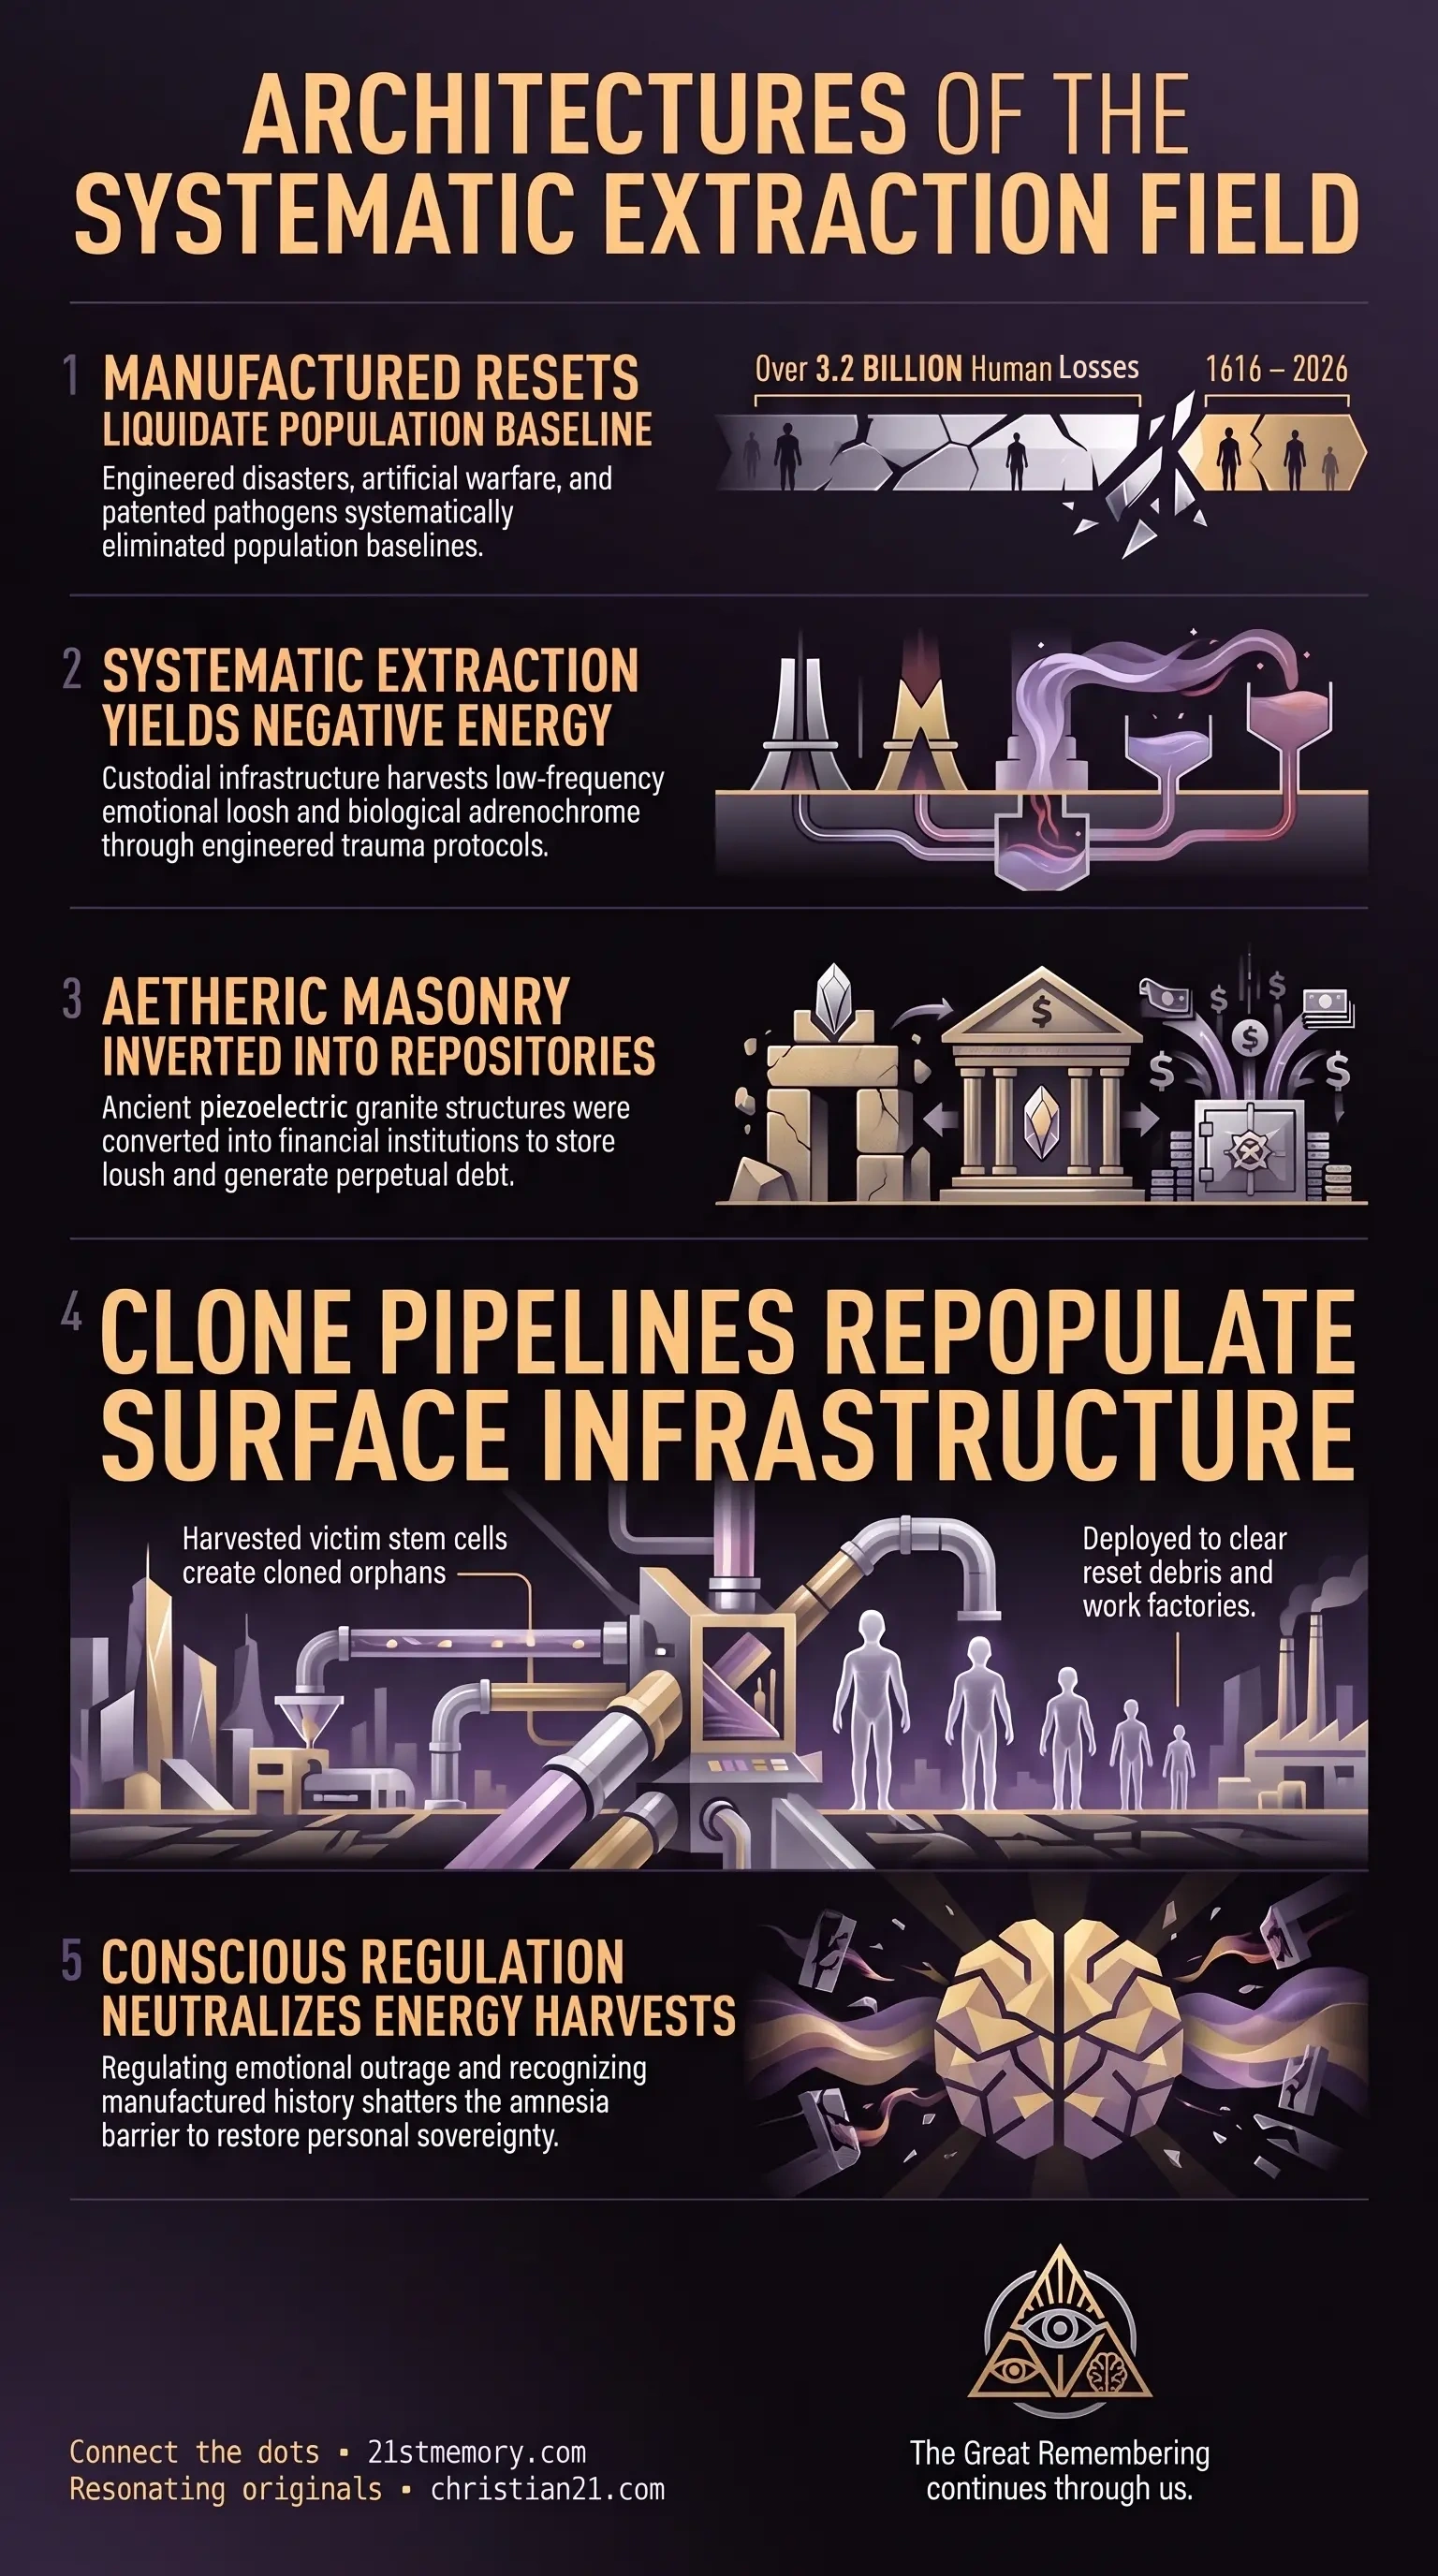 ARCHITECTURES OF THE
SYSTEMATIC EXTRACTION FIELD
1 MANUFACTURED RESETS
LIQUIDATE POPULATION BASELINE
Engineered disasters, artificial warfare, and
patented pathogens systematically
eliminated population baselines.
Over 3.2 BILLION Human Losses
1616 – 2026
2 SYSTEMATIC EXTRACTION
YIELDS NEGATIVE ENERGY
Custodial infrastructure harvests low-frequency
emotional loosh and biological adrenochrome
through engineered trauma protocols.
3 AETHERIC MASONRY
INVERTED INTO REPOSITORIES
Ancient piezoelectric granite structures were
converted into financial institutions to store
loush and generate perpetual debt.
$
$
$
$
$
$
4 CLONE PIPELINES REPOPULATE
SURFACE INFRASTRUCTURE
Harvested victim stem cells
create cloned orphans
Deployed to clear
reset debris and
work factories.
5 CONSCIOUS REGULATION
NEUTRALIZES ENERGY HARVESTS
Regulating emotional outrage and recognizing
manufactured history shatters the amnesia
barrier to restore personal sovereignty.
Connect the dots ▪ 21stmemory.com
Resonating originals ▪ christian21.com
The Great Remembering
continues through us.